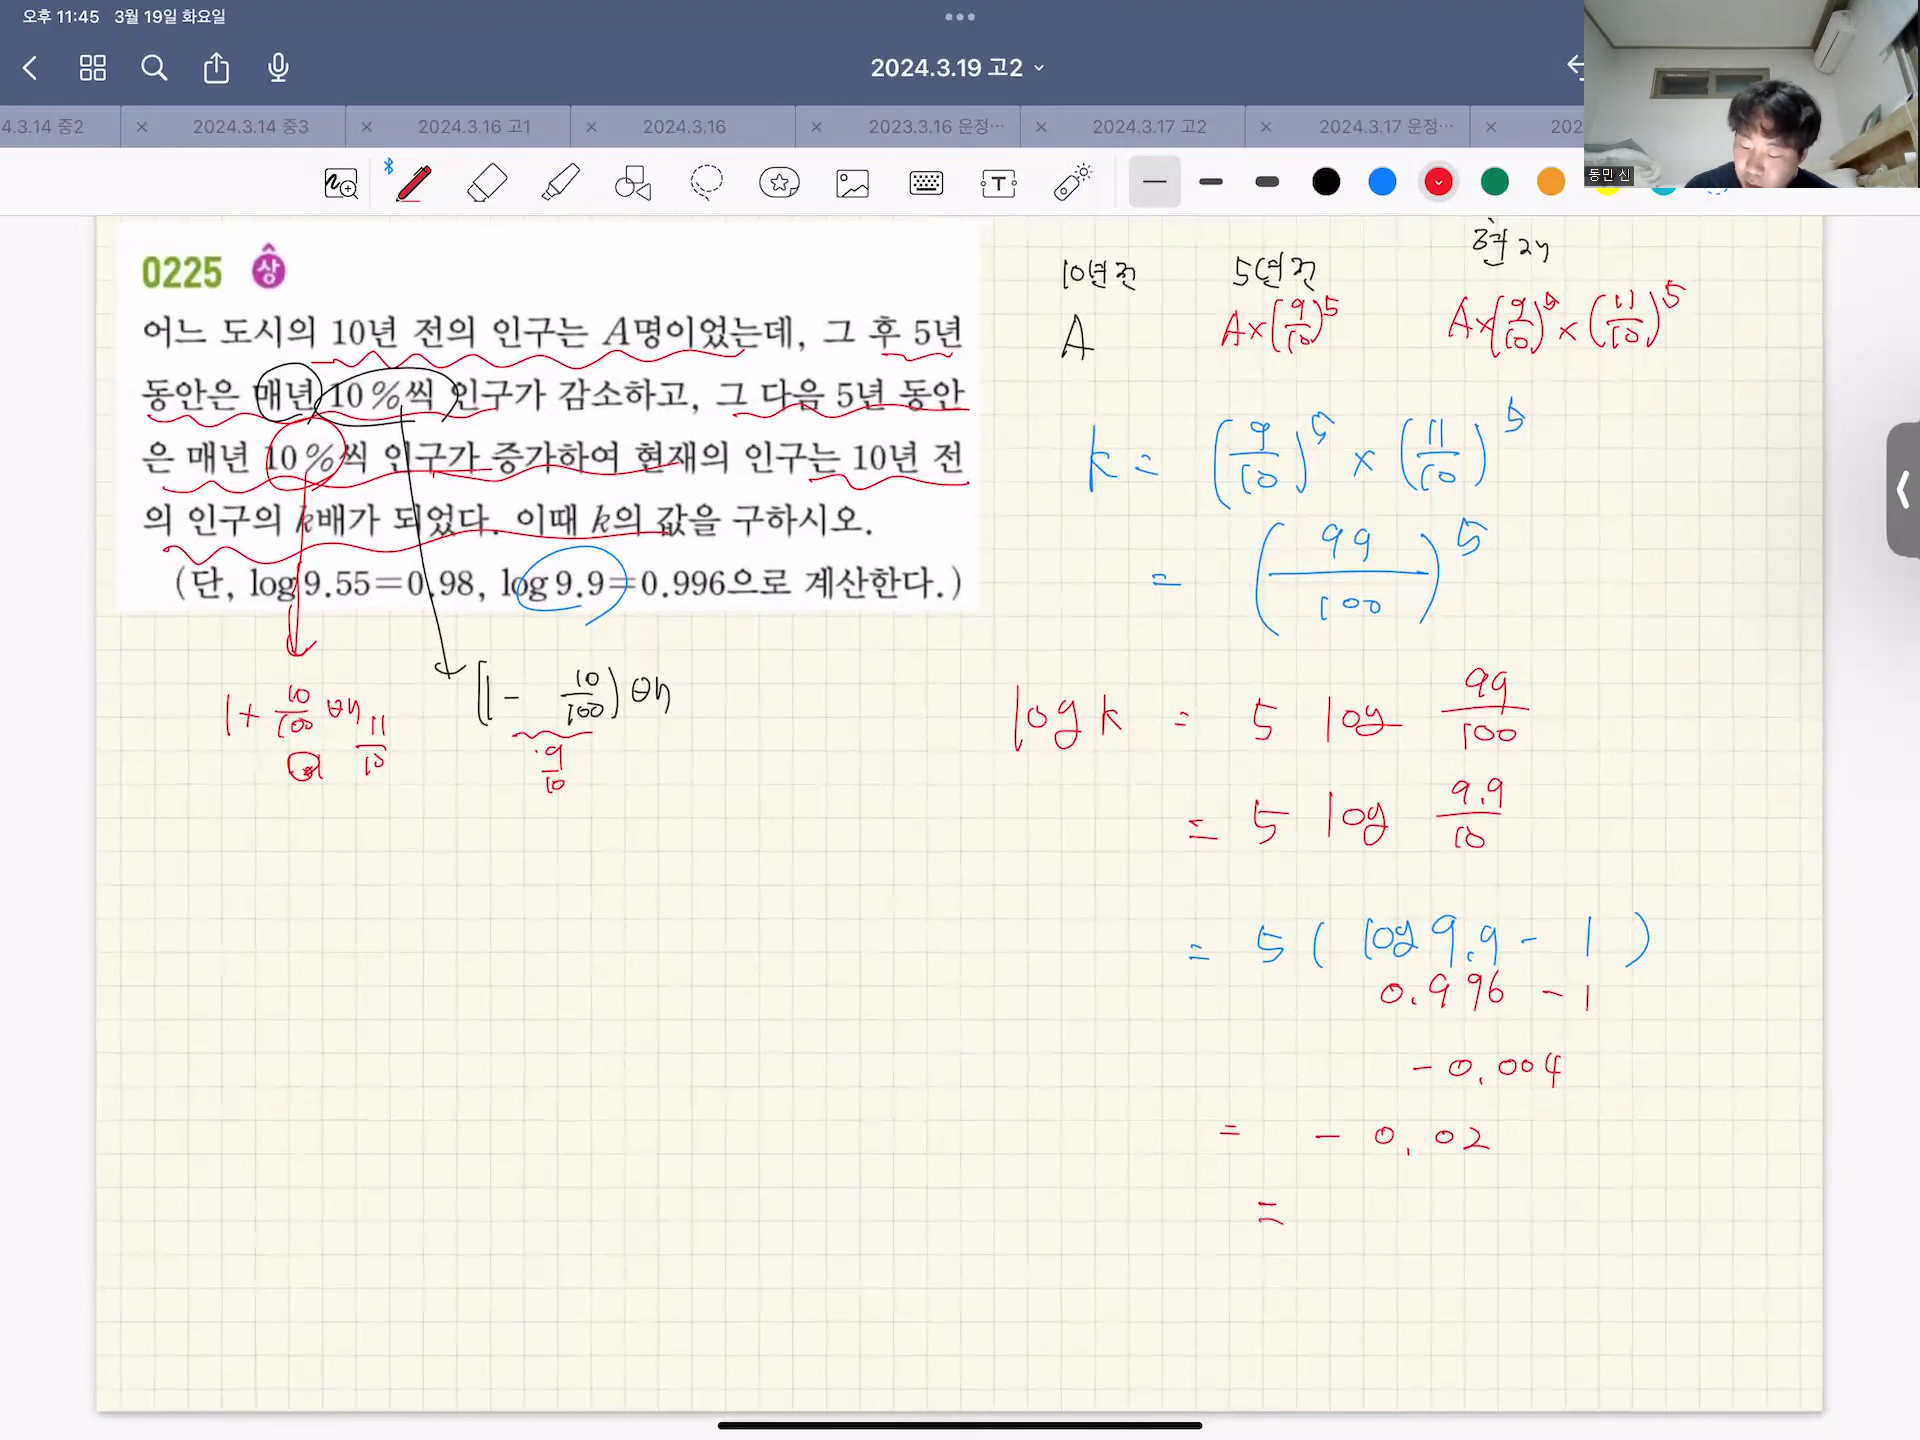 오후 11:45 3월 19일 화요일
2024.3.19 고2
4.3.14 중2
2024.3.14 중3
2024.3.16 고1
2024.3.16
2023.3.16 운정…
2024.3.17 고2
2024.3.17 운정…
202
동민 신
0225 상
어느 도시의 10년 전의 인구는 A명이었는데, 그 후 5년
동안은 매년 10%씩 인구가 감소하고, 그 다음 5년 동안
은 매년 10%씩 인구가 증가하여 현재의 인구는 10년 전
의 인구의 k배가 되었다. 이때 k의 값을 구하시오.
(단, log 9.55=0.98, log 9.9=0.996으로 계산한다.)
1+ 10/100 배 11/10
(1 - 10/100) 배
9/10
10년전 5년전 현재
A A×(9/10)^5 A×(9/10)^5×(11/10)^5
k = (9/10)^5 × (11/10)^5
= (99/100)^5
log k = 5 log 99/100
= 5 log 9.9/10
= 5 ( log 9.9 - 1 )
0.996 - 1
- 0.004
= - 0.02
=